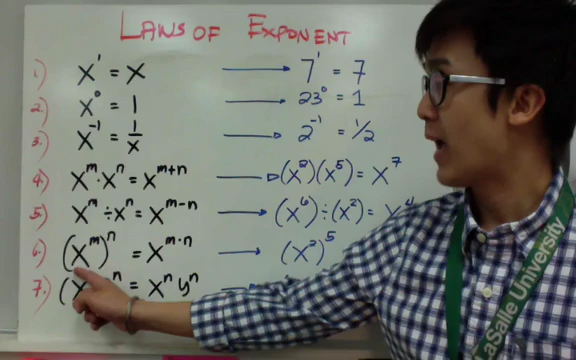 LAWS OF EXPONENT
1.) x¹ = x → 7¹ = 7
2.) x⁰ = 1 → 23⁰ = 1
3.) x⁻¹ = 1/x → 2⁻¹ = 1/2
4.) xᵐ · xⁿ = xᵐ⁺ⁿ → (x²)(x⁵) = x⁷
5.) xᵐ ÷ xⁿ = xᵐ⁻ⁿ → (x⁶) ÷ (x²) = x⁴
6.) (xᵐ)ⁿ = xᵐ·ⁿ → (x²)⁵
7.) (x ⁿ = xⁿ yⁿ →
LaSalle University